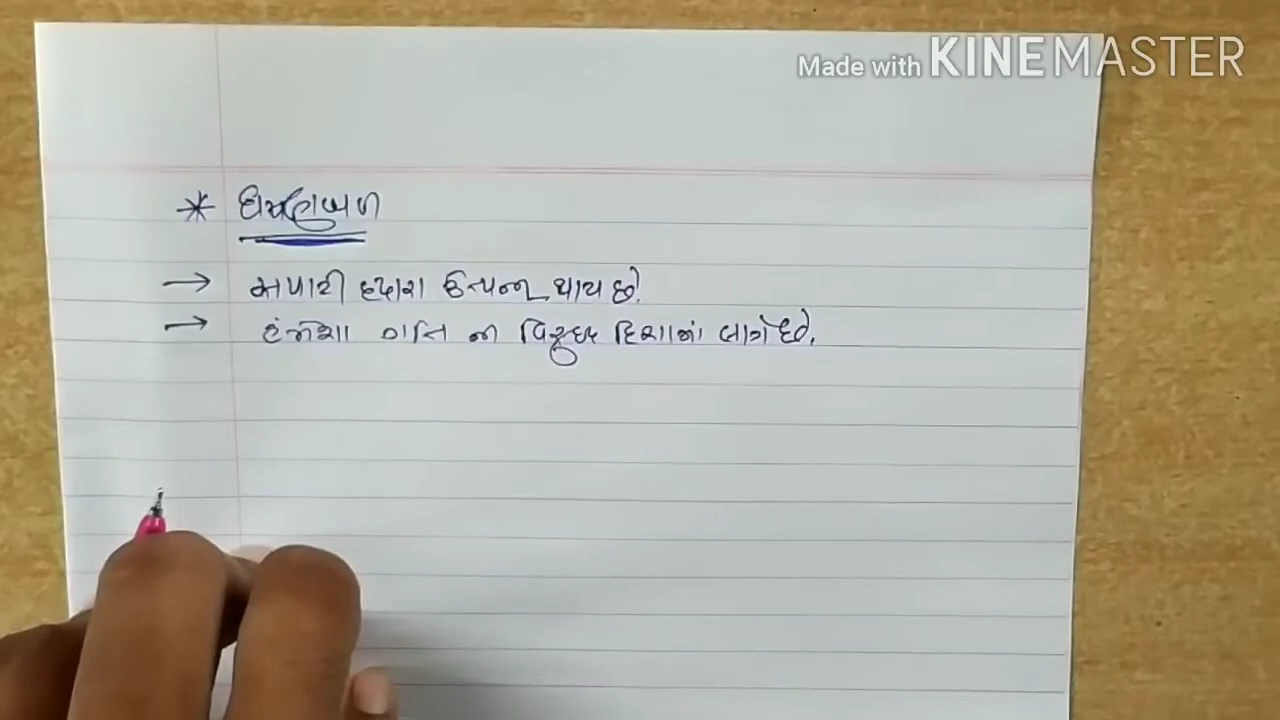 Made with KINEMASTER
* ઘર્ષણબળ
→ સપાટી દ્વારા ઉત્પન્ન થાય છે.
→ હંમેશા ગતિ ની વિરુધ્ધ દિશામાં લાગે છે.